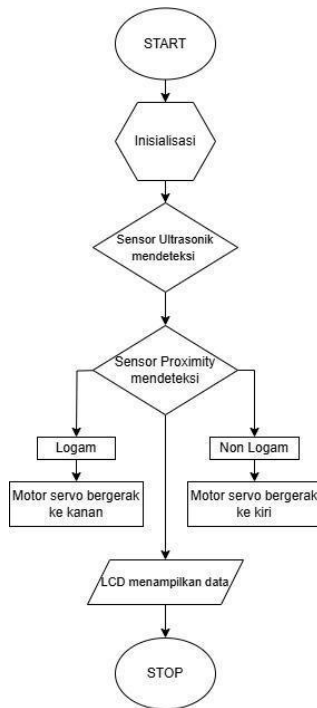 START
Inisialisasi
Sensor Ultrasonik
mendeteksi
Sensor Proximity
mendeteksi
Logam
Non Logam
Motor servo bergerak
ke kanan
Motor servo bergerak
ke kiri
LCD menampilkan data
STOP